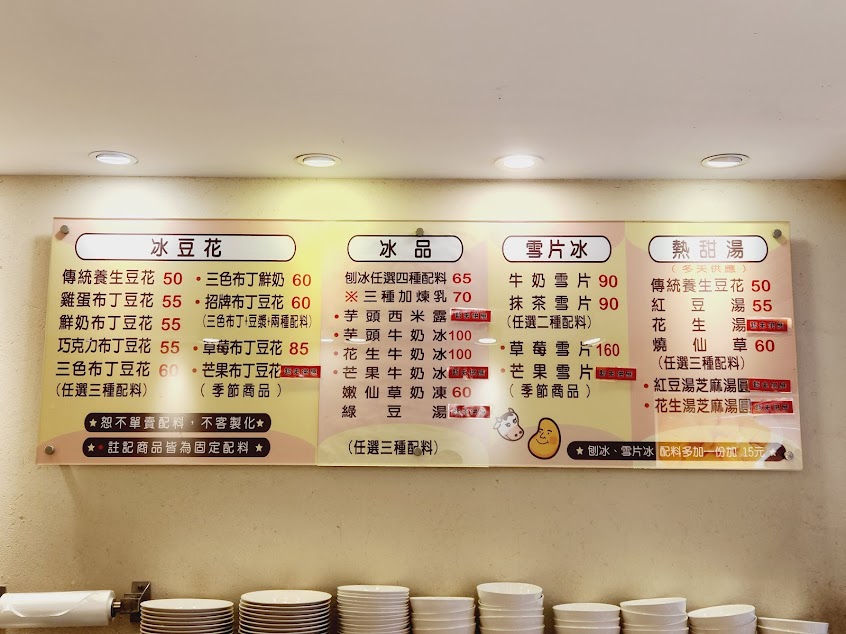 冰豆花
傳統養生豆花 50
雞蛋布丁豆花 55
鮮奶布丁豆花 55
巧克力布丁豆花 55
三色布丁豆花 60
(任選三種配料)
•三色布丁鮮奶 60
•招牌布丁豆花 60
(三色布丁+豆漿+兩種配料)
•草莓布丁豆花 85
•芒果布丁豆花
(季節商品)
★恕不單賣配料，不客製化★
★•註記商品皆為固定配料★
冰品
刨冰任選四種配料 65
※三種加煉乳 70
•芋頭西米露
•芋頭牛奶冰 100
•花生牛奶冰 100
•芒果牛奶冰
嫩仙草奶凍 60
綠豆湯
(任選三種配料)
雪片冰
牛奶雪片 90
抹茶雪片 90
(任選二種配料)
•草莓雪片 160
•芒果雪片
(季節商品)
熱甜湯
(冬天供應)
傳統養生豆花 50
紅豆湯 55
花生湯
燒仙草 60
(任選三種配料)
•紅豆湯芝麻湯圓
•花生湯芝麻湯圓
★刨冰、雪片冰 配料多加一份加 15元★